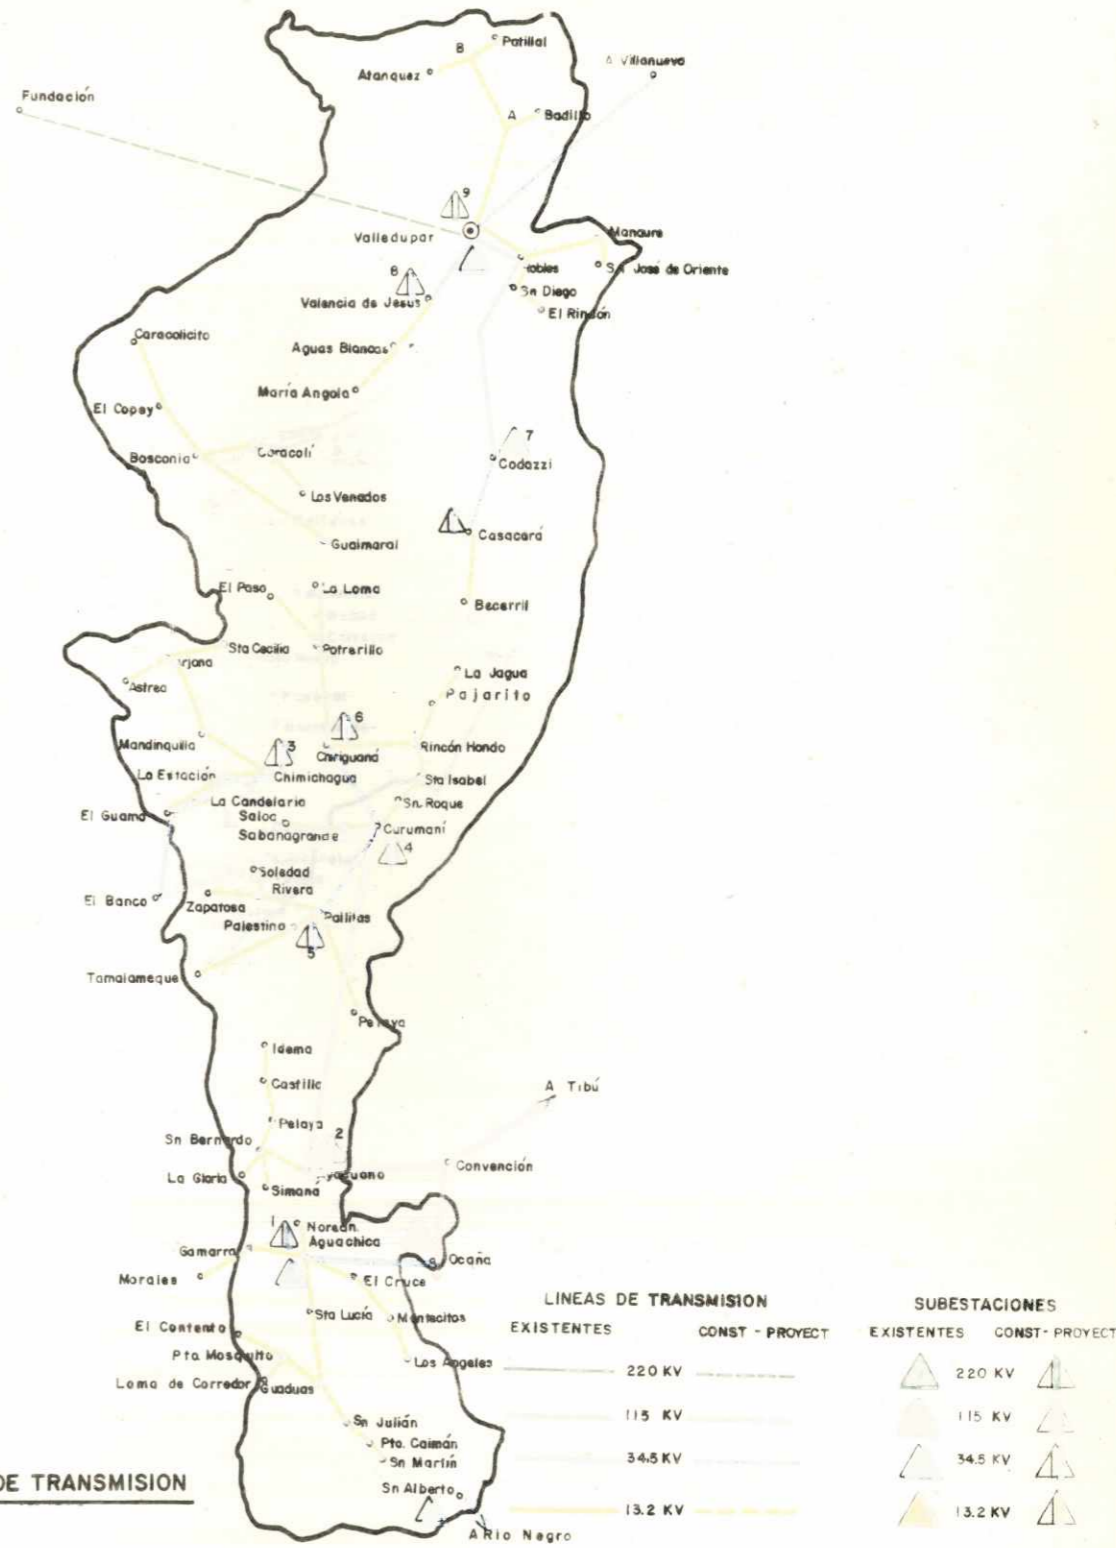 Patillal
B
A Villanueva
Atanquez
Fundación
A
Badillo
9
Valledupar
Manaure
Sn José de Oriente
8
Sn Diego
Valencia de Jesus
El Rincón
Caracolicito
Aguas Blancas
María Angola
El Copey
7
Caracolí
Bosconia
Codazzi
Los Venados
Casacará
Guaimaral
El Paso
La Loma
Becerril
Sta Cecilia
Potrerillo
La Jagua
Astrea
Pajarito
6
Mandinquilla
3
Chiriguaná
Rincón Hondo
La Estación
Chimichagua
Sta Isabel
La Candelaria
Sn. Roque
El Guamo
Saloa
Sabanagrande
Curumaní
4
Soledad
Rivera
El Banco
Zapatosa
Pailitas
Palestino
5
Tamalameque
Pelaya
Idema
Castilla
A Tibú
Pelaya
2
Sn Bernardo
Convención
La Gloria
Simaná
1
Noreán
Aguachica
Gamarra
Ocaña
Morales
El Cruce
Sta Lucía
Montecitos
El Contento
Pto. Mosquito
Los Angeles
Loma de Corredor
Guaduas
Sn Julián
Pto. Caimán
Sn Martín
Sn Alberto
A Rio Negro
DE TRANSMISION
LINEAS DE TRANSMISION
EXISTENTES CONST - PROYECT
220 KV
115 KV
34.5 KV
13.2 KV
SUBESTACIONES
EXISTENTES CONST- PROYECT
220 KV
115 KV
34.5 KV
13.2 KV